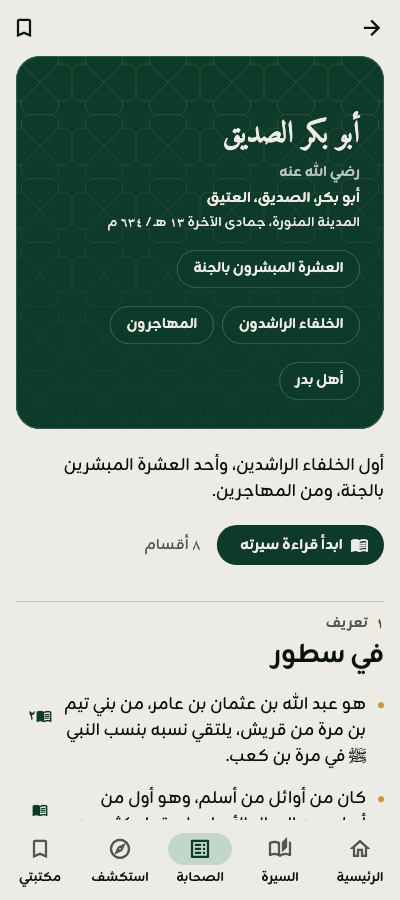 أبو بكر الصديق
رضي الله عنه
أبو بكر، الصديق، العتيق
المدينة المنورة، جمادى الآخرة ١٣ هـ / ٦٣٤ م
العشرة المبشرون بالجنة
الخلفاء الراشدون
المهاجرون
أهل بدر
أول الخلفاء الراشدين، وأحد العشرة المبشرين
بالجنة، ومن المهاجرين.
ابدأ قراءة سيرته
٨ أقسام
١ تعريف
في سطور
هو عبد الله بن عثمان بن عامر، من بني تيم
بن مرة من قريش، يلتقي نسبه بنسب النبي
ﷺ في مرة بن كعب.
٢
كان من أوائل من أسلم، وهو أول من
الرئيسية
السيرة
الصحابة
استكشف
مكتبتي